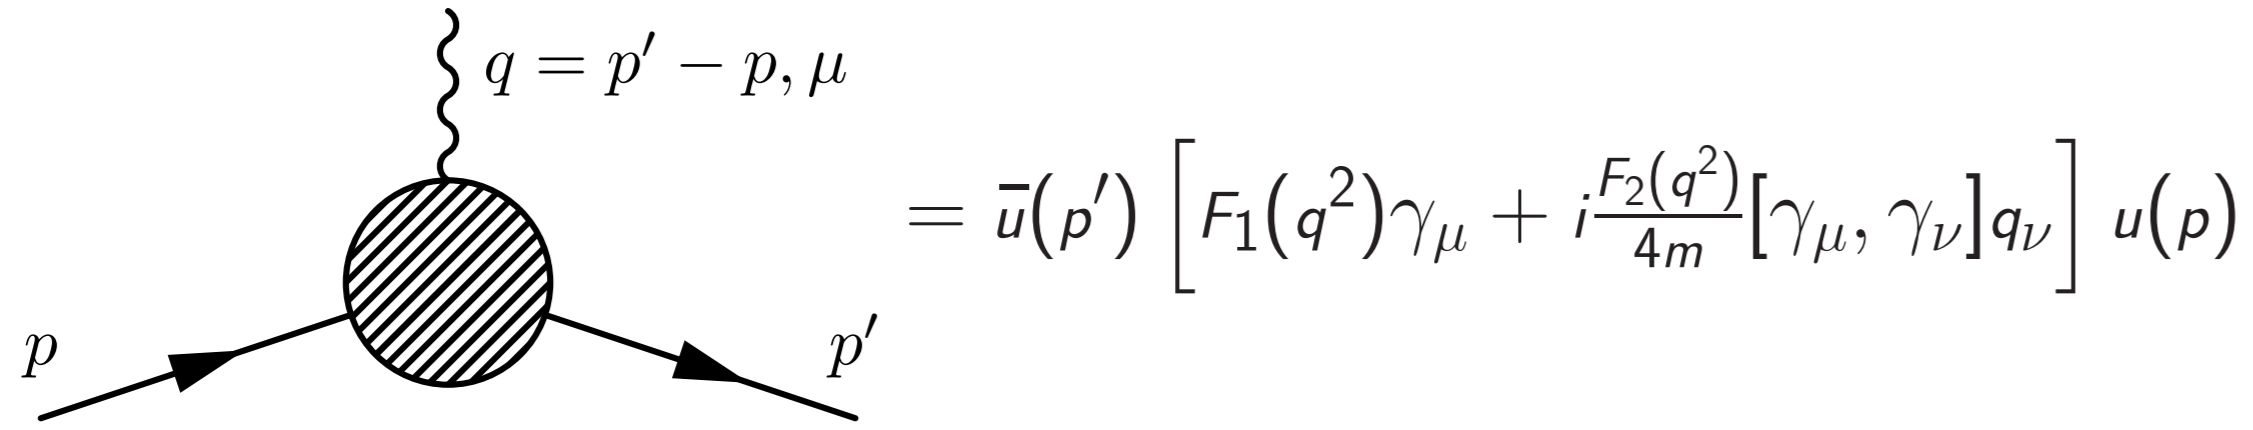 q = p′ − p, μ
= ū(p′) [F₁(q²)γ_μ + i F₂(q²)/4m [γ_μ, γ_ν]q_ν] u(p)
p
p′